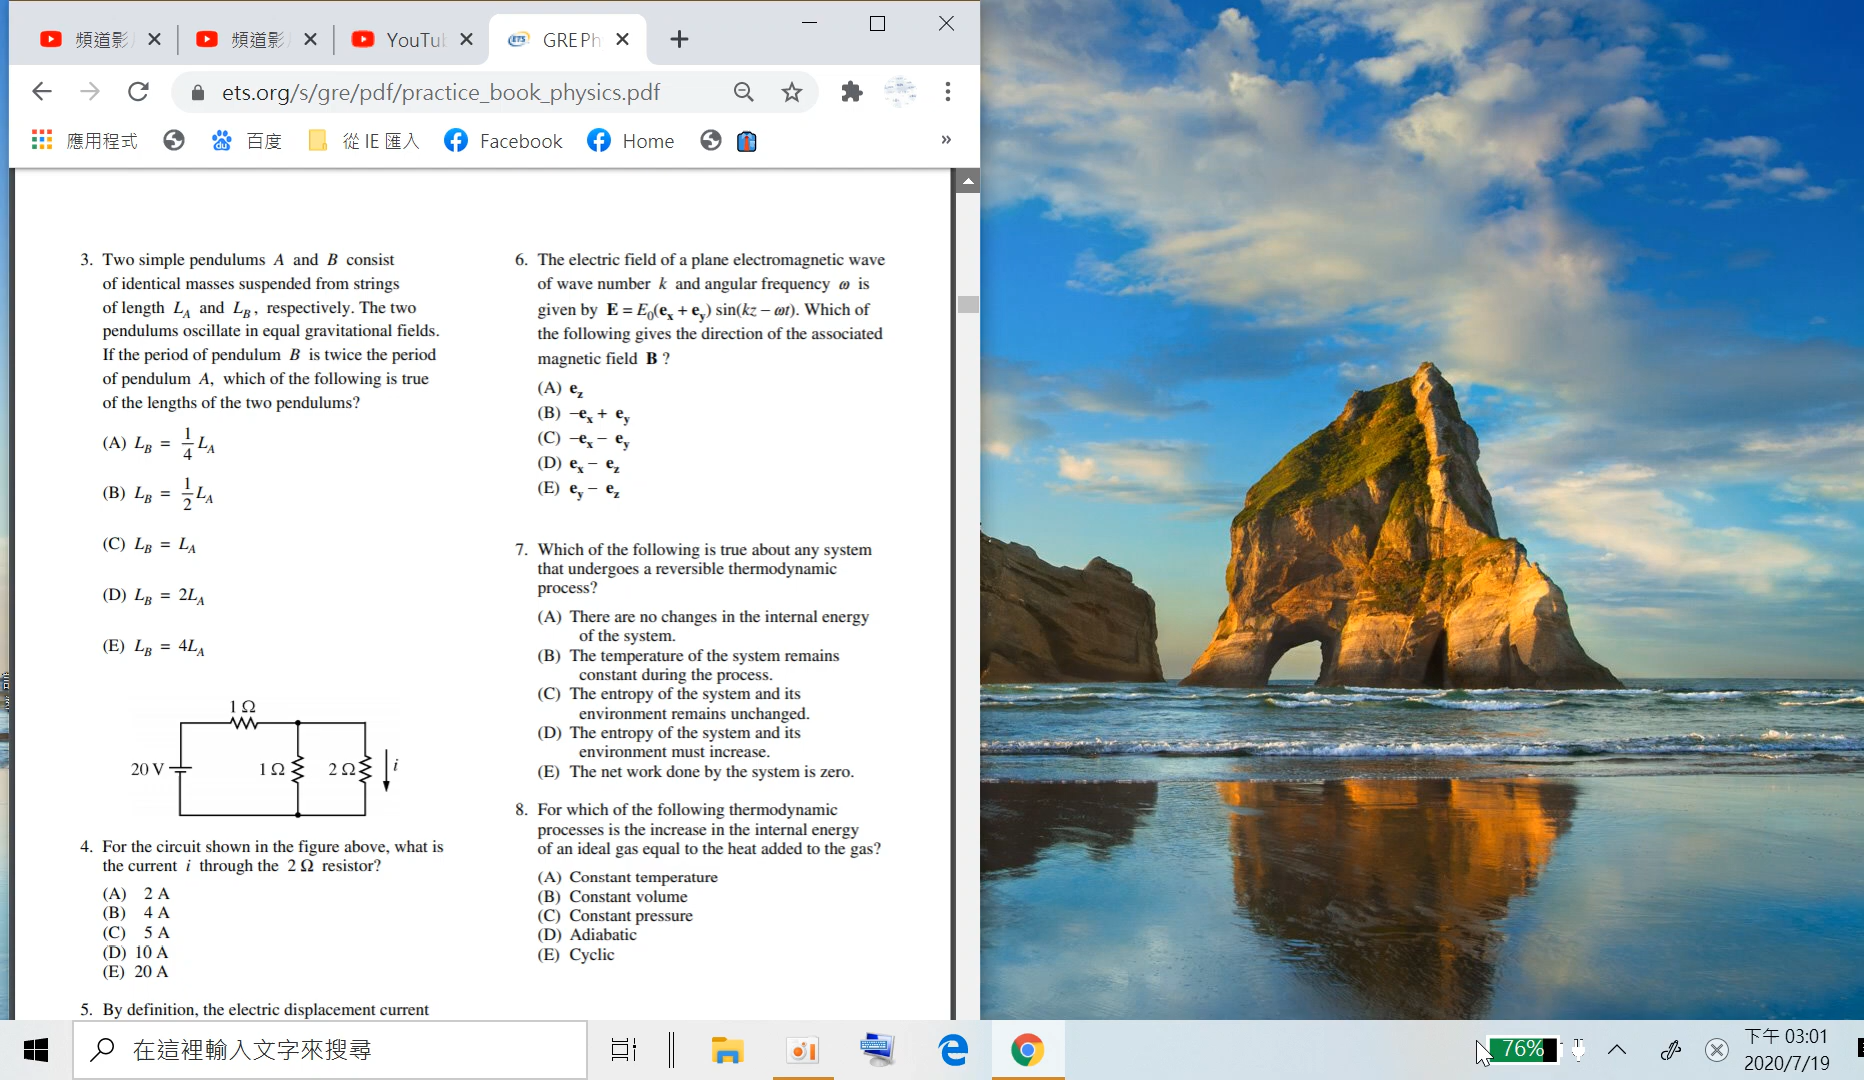 頻道影
頻道影
YouTu
GRE Ph
ets.org/s/gre/pdf/practice_book_physics.pdf
應用程式
百度
從 IE 匯入
Facebook
Home
»
3. Two simple pendulums A and B consist
of identical masses suspended from strings
of length L_A and L_B, respectively. The two
pendulums oscillate in equal gravitational fields.
If the period of pendulum B is twice the period
of pendulum A, which of the following is true
of the lengths of the two pendulums?
(A) L_B = 1/4 L_A
(B) L_B = 1/2 L_A
(C) L_B = L_A
(D) L_B = 2L_A
(E) L_B = 4L_A
1 Ω
20 V
1 Ω
2 Ω
i
4. For the circuit shown in the figure above, what is
the current i through the 2 Ω resistor?
(A) 2 A
(B) 4 A
(C) 5 A
(D) 10 A
(E) 20 A
5. By definition, the electric displacement current
6. The electric field of a plane electromagnetic wave
of wave number k and angular frequency ω is
given by E = E₀(e_x + e_y) sin(kz − ωt). Which of
the following gives the direction of the associated
magnetic field B ?
(A) e_z
(B) −e_x + e_y
(C) −e_x − e_y
(D) e_x − e_z
(E) e_y − e_z
7. Which of the following is true about any system
that undergoes a reversible thermodynamic
process?
(A) There are no changes in the internal energy
of the system.
(B) The temperature of the system remains
constant during the process.
(C) The entropy of the system and its
environment remains unchanged.
(D) The entropy of the system and its
environment must increase.
(E) The net work done by the system is zero.
8. For which of the following thermodynamic
processes is the increase in the internal energy
of an ideal gas equal to the heat added to the gas?
(A) Constant temperature
(B) Constant volume
(C) Constant pressure
(D) Adiabatic
(E) Cyclic
在這裡輸入文字來搜尋
76%
下午 03:01
2020/7/19